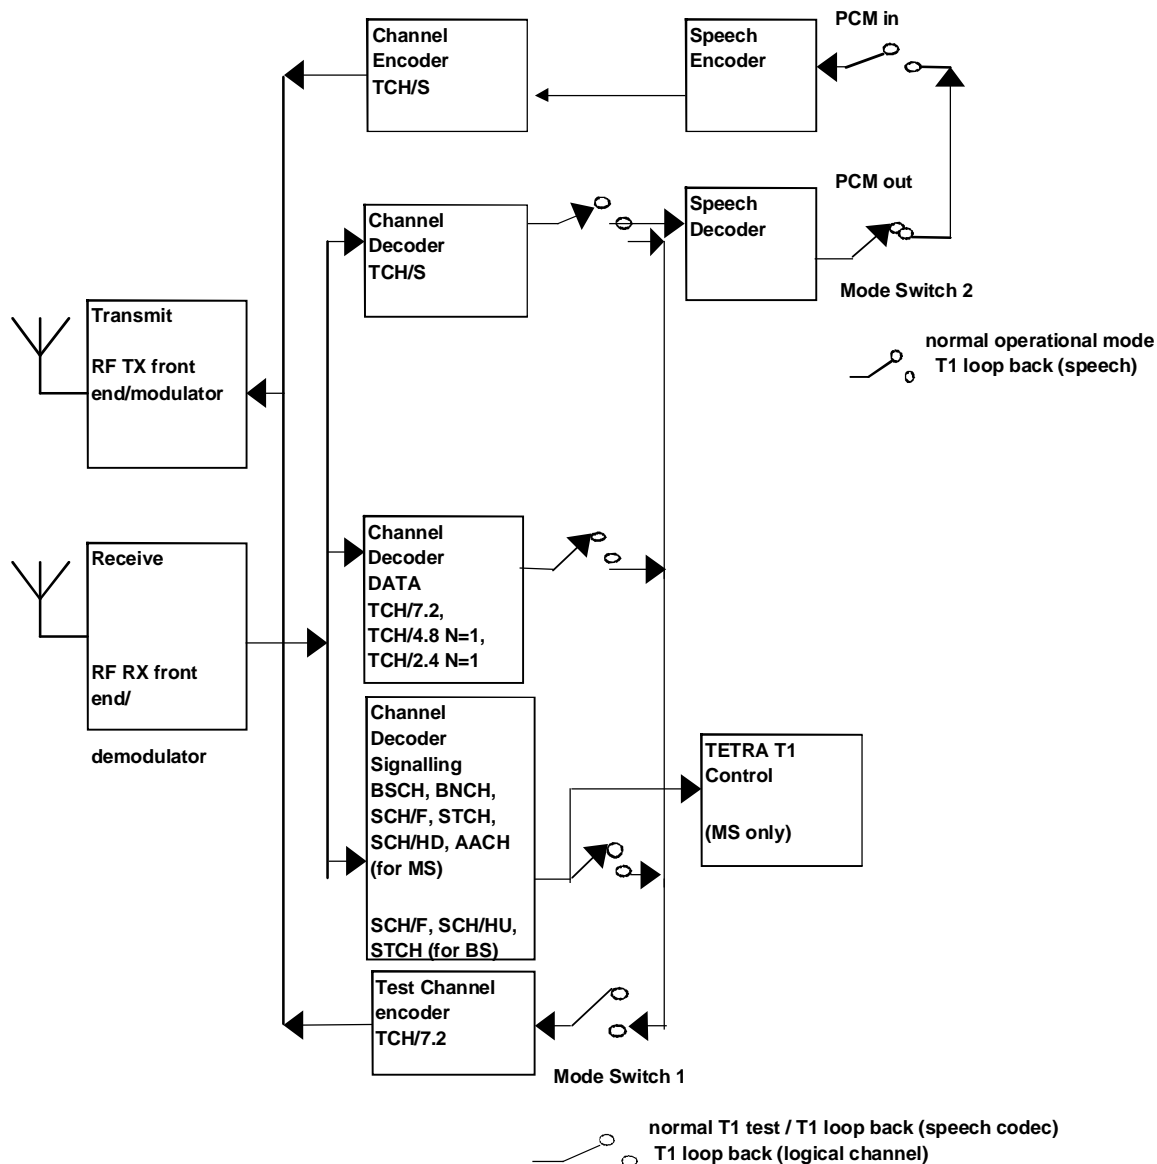 PCM in
Channel
Encoder
TCH/S
Speech
Encoder
PCM out
Channel
Decoder
TCH/S
Speech
Decoder
Mode Switch 2
normal operational mode
T1 loop back (speech)
Transmit
RF TX front
end/modulator
Receive
RF RX front
end/
demodulator
Channel
Decoder
DATA
TCH/7.2,
TCH/4.8 N=1,
TCH/2.4 N=1
Channel
Decoder
Signalling
BSCH, BNCH,
SCH/F, STCH,
SCH/HD, AACH
(for MS)
SCH/F, SCH/HU,
STCH (for BS)
TETRA T1
Control
(MS only)
Test Channel
encoder
TCH/7.2
Mode Switch 1
normal T1 test / T1 loop back (speech codec)
T1 loop back (logical channel)